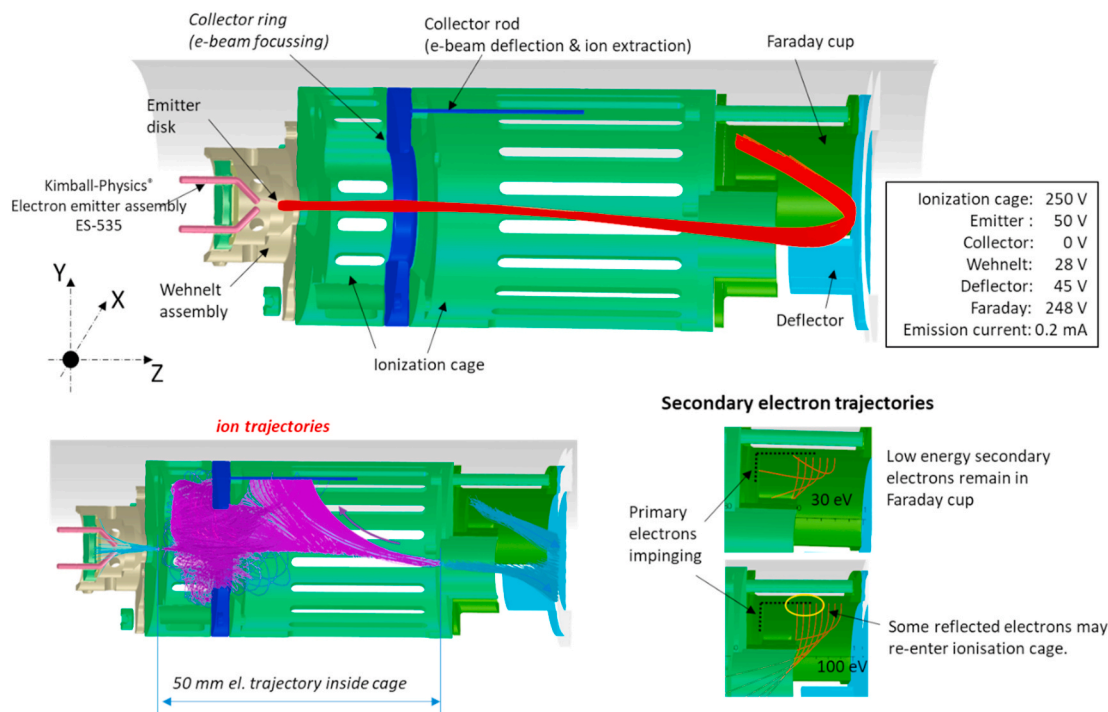 Collector ring
(e-beam focussing)
Collector rod
(e-beam deflection & ion extraction)
Faraday cup
Emitter
disk
Kimball-Physics®
Electron emitter assembly
ES-535
Wehnelt
assembly
Ionization cage
Deflector
Ionization cage: 250 V
Emitter : 50 V
Collector: 0 V
Wehnelt: 28 V
Deflector: 45 V
Faraday: 248 V
Emission current: 0.2 mA
Y
X
Z
ion trajectories
50 mm el. trajectory inside cage
Secondary electron trajectories
30 eV
Low energy secondary
electrons remain in
Faraday cup
Primary
electrons
impinging
100 eV
Some reflected electrons may
re-enter ionisation cage.